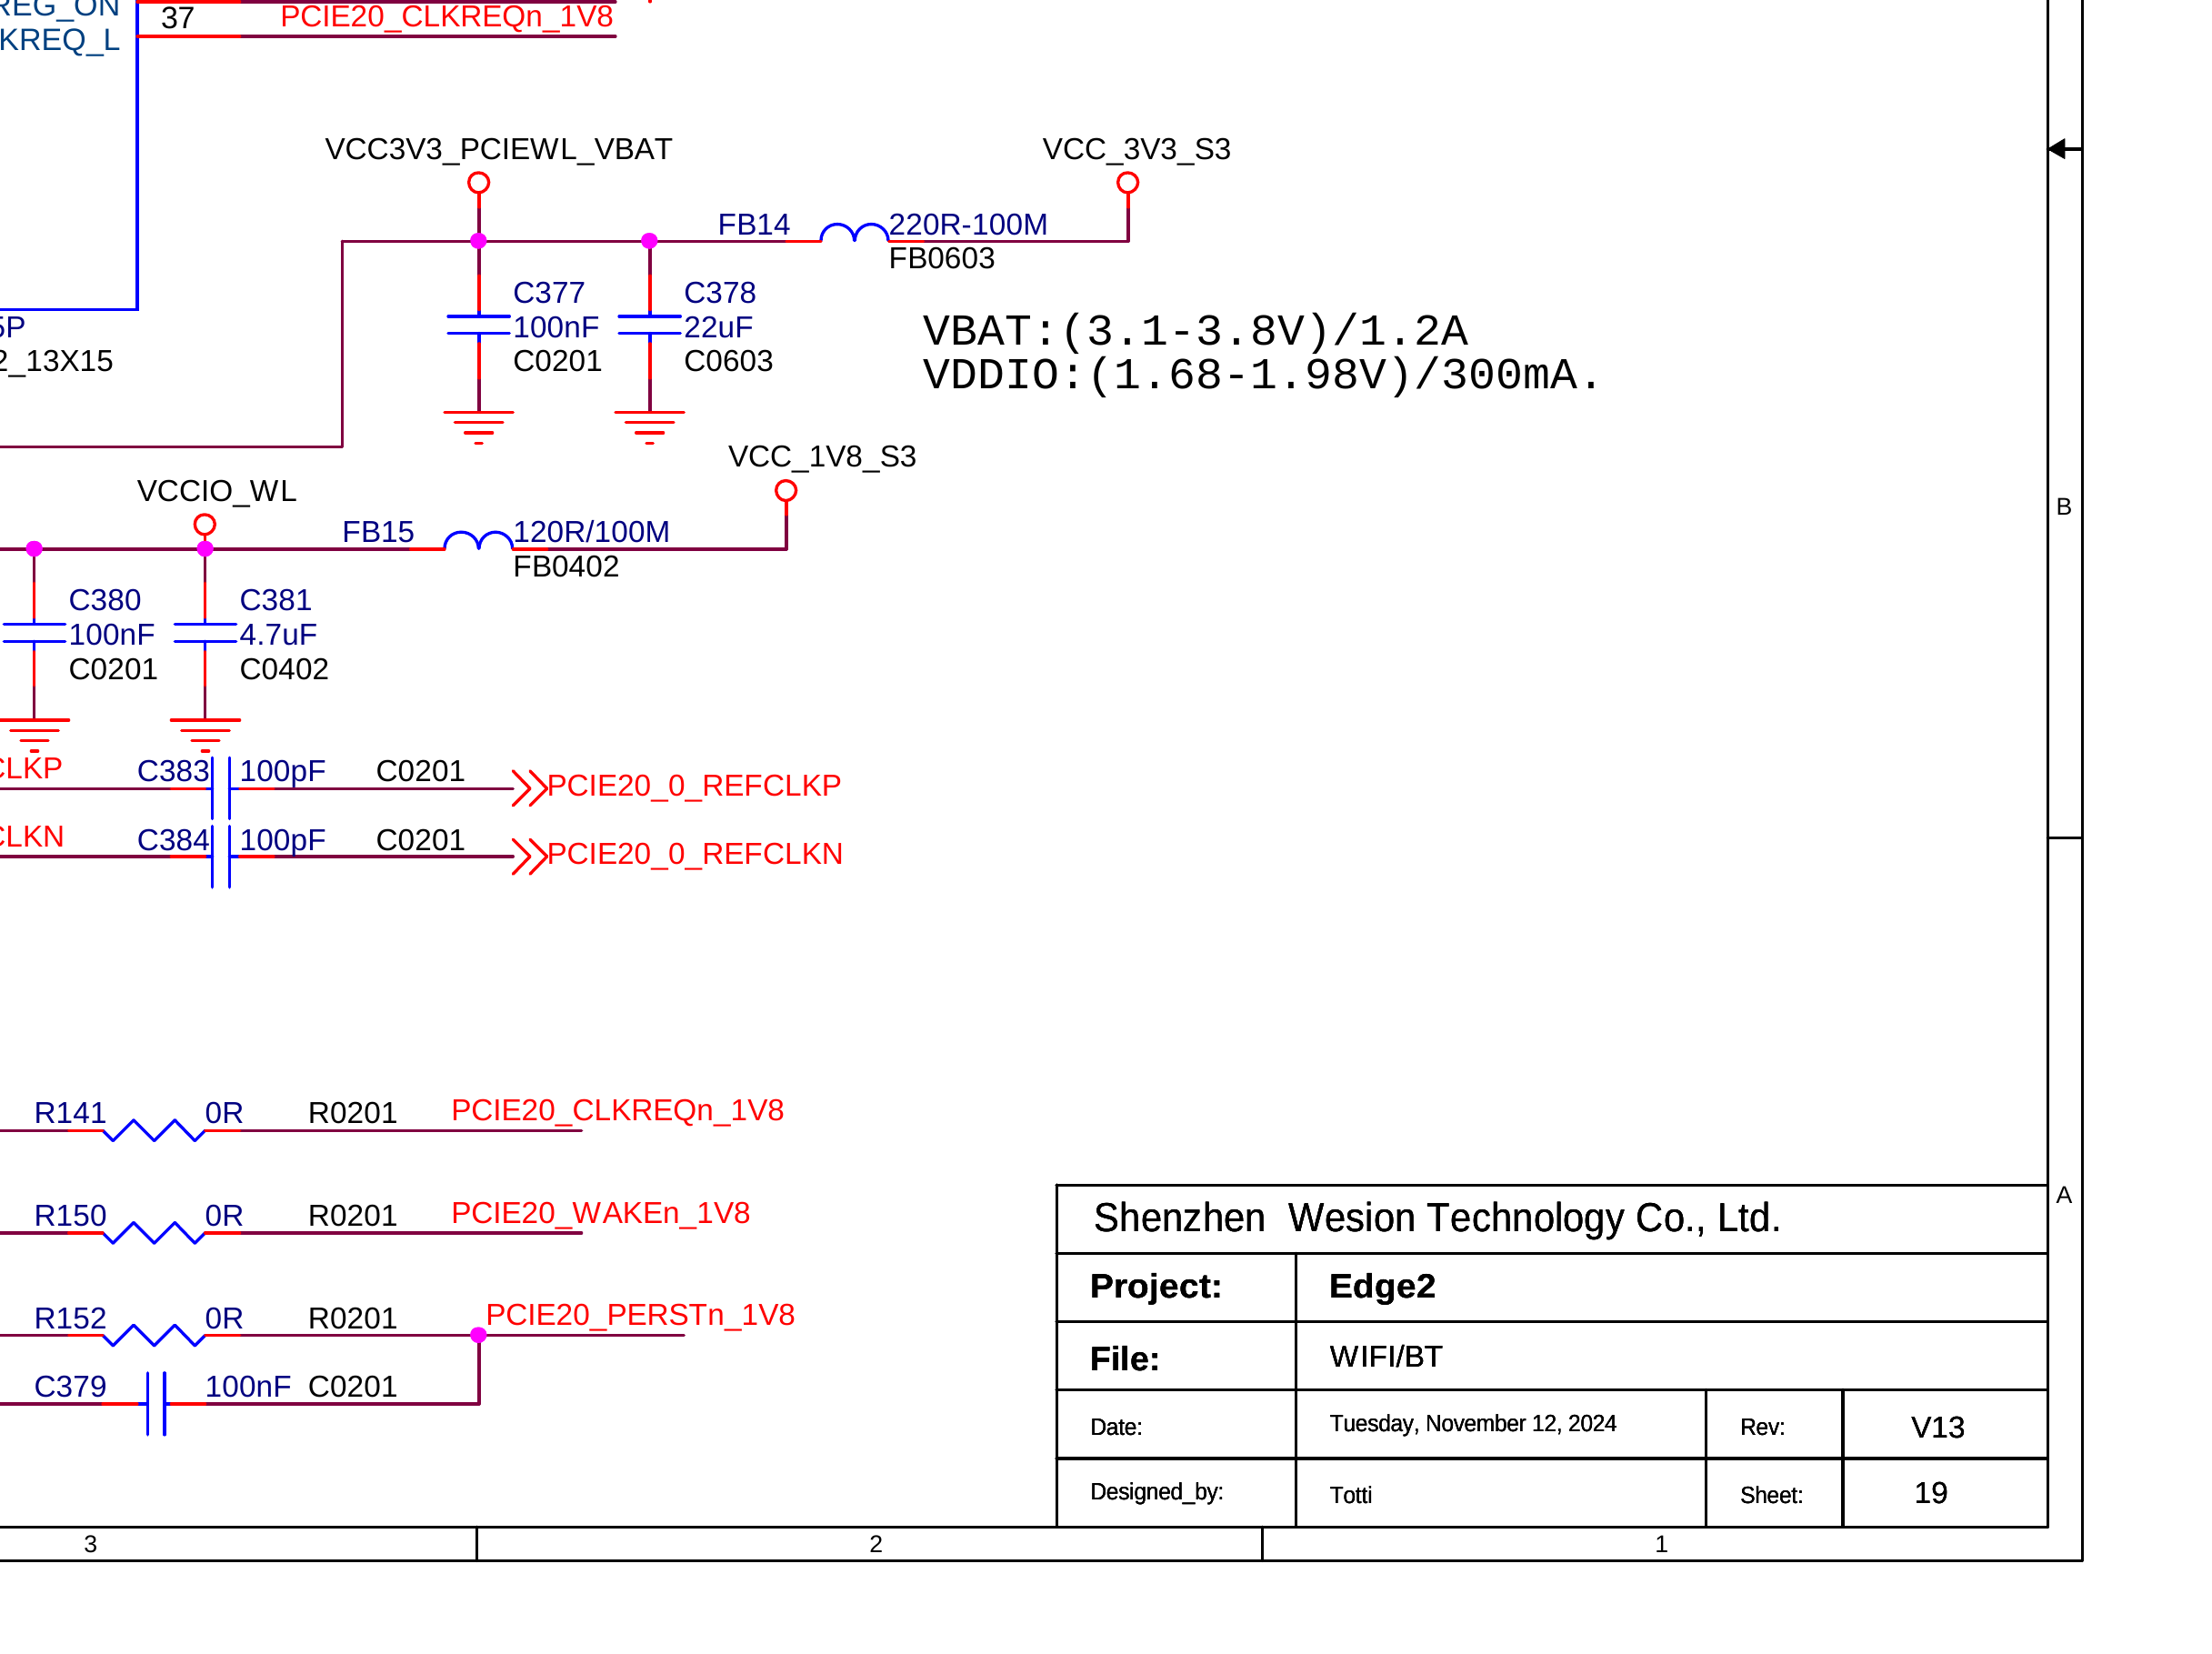 37
PCIE20_CLKREQn_1V8
VCC3V3_PCIEWL_VBAT
VCC_3V3_S3
FB14
220R-100M
FB0603
C377
100nF
C0201
C378
22uF
C0603
VBAT:(3.1-3.8V)/1.2A
VDDIO:(1.68-1.98V)/300mA.
REG_ON
KREQ_L
5P
2_13X15
VCC_1V8_S3
VCCIO_WL
FB15
120R/100M
FB0402
B
C380
100nF
C0201
C381
4.7uF
C0402
CLKP
C383
100pF
C0201
PCIE20_0_REFCLKP
CLKN
C384
100pF
C0201
PCIE20_0_REFCLKN
R141
0R
R0201
PCIE20_CLKREQn_1V8
R150
0R
R0201
PCIE20_WAKEn_1V8
R152
0R
R0201
PCIE20_PERSTn_1V8
C379
100nF
C0201
A
Shenzhen  Wesion Technology Co., Ltd.
Project:
Edge2
File:
WIFI/BT
Date:
Tuesday, November 12, 2024
Rev:
V13
Designed_by:
Totti
Sheet:
19
3
2
1